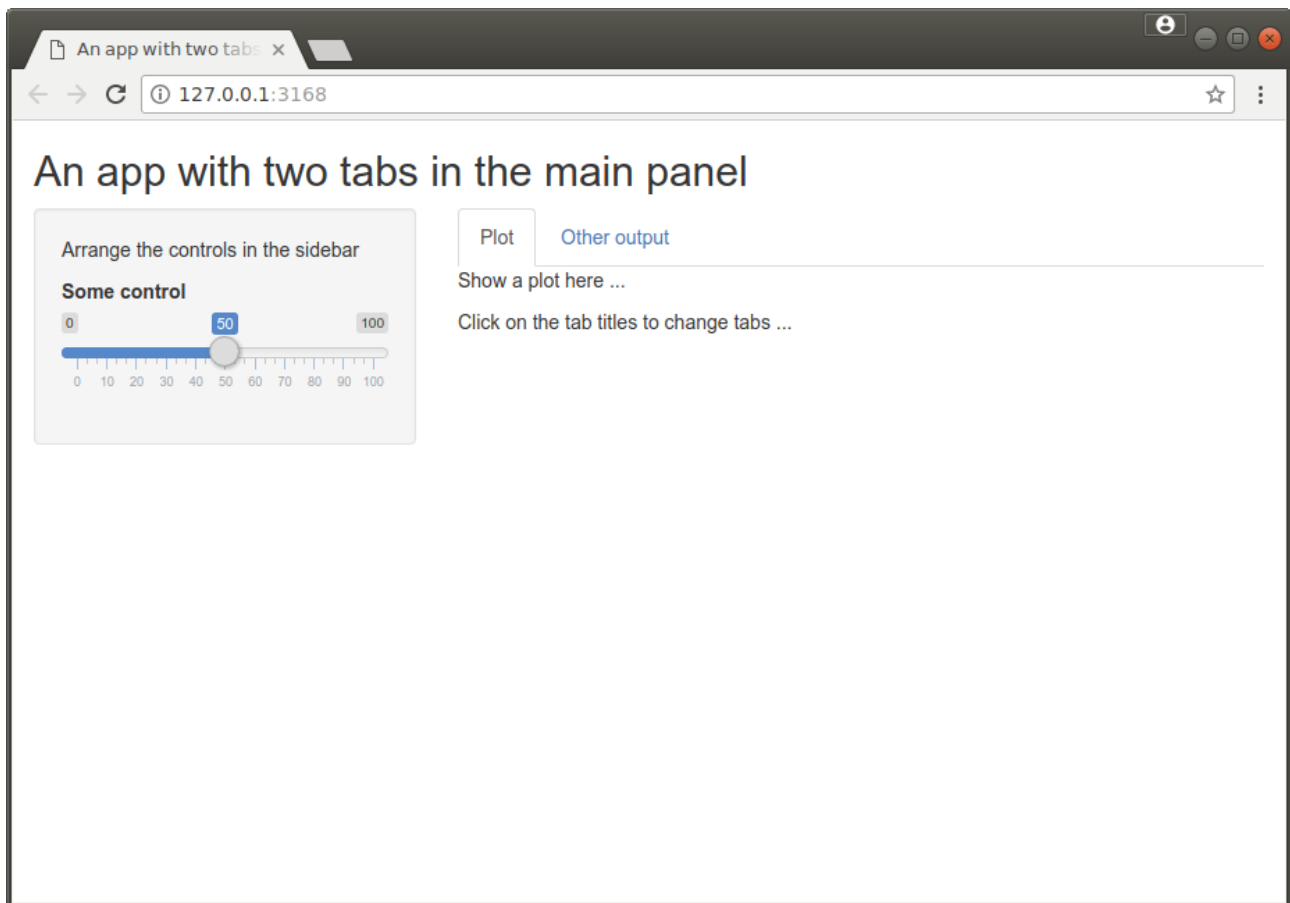 An app with two tabs
127.0.0.1:3168
An app with two tabs in the main panel
Arrange the controls in the sidebar
Some control
0 50 100
0 10 20 30 40 50 60 70 80 90 100
Plot Other output
Show a plot here ...
Click on the tab titles to change tabs ...